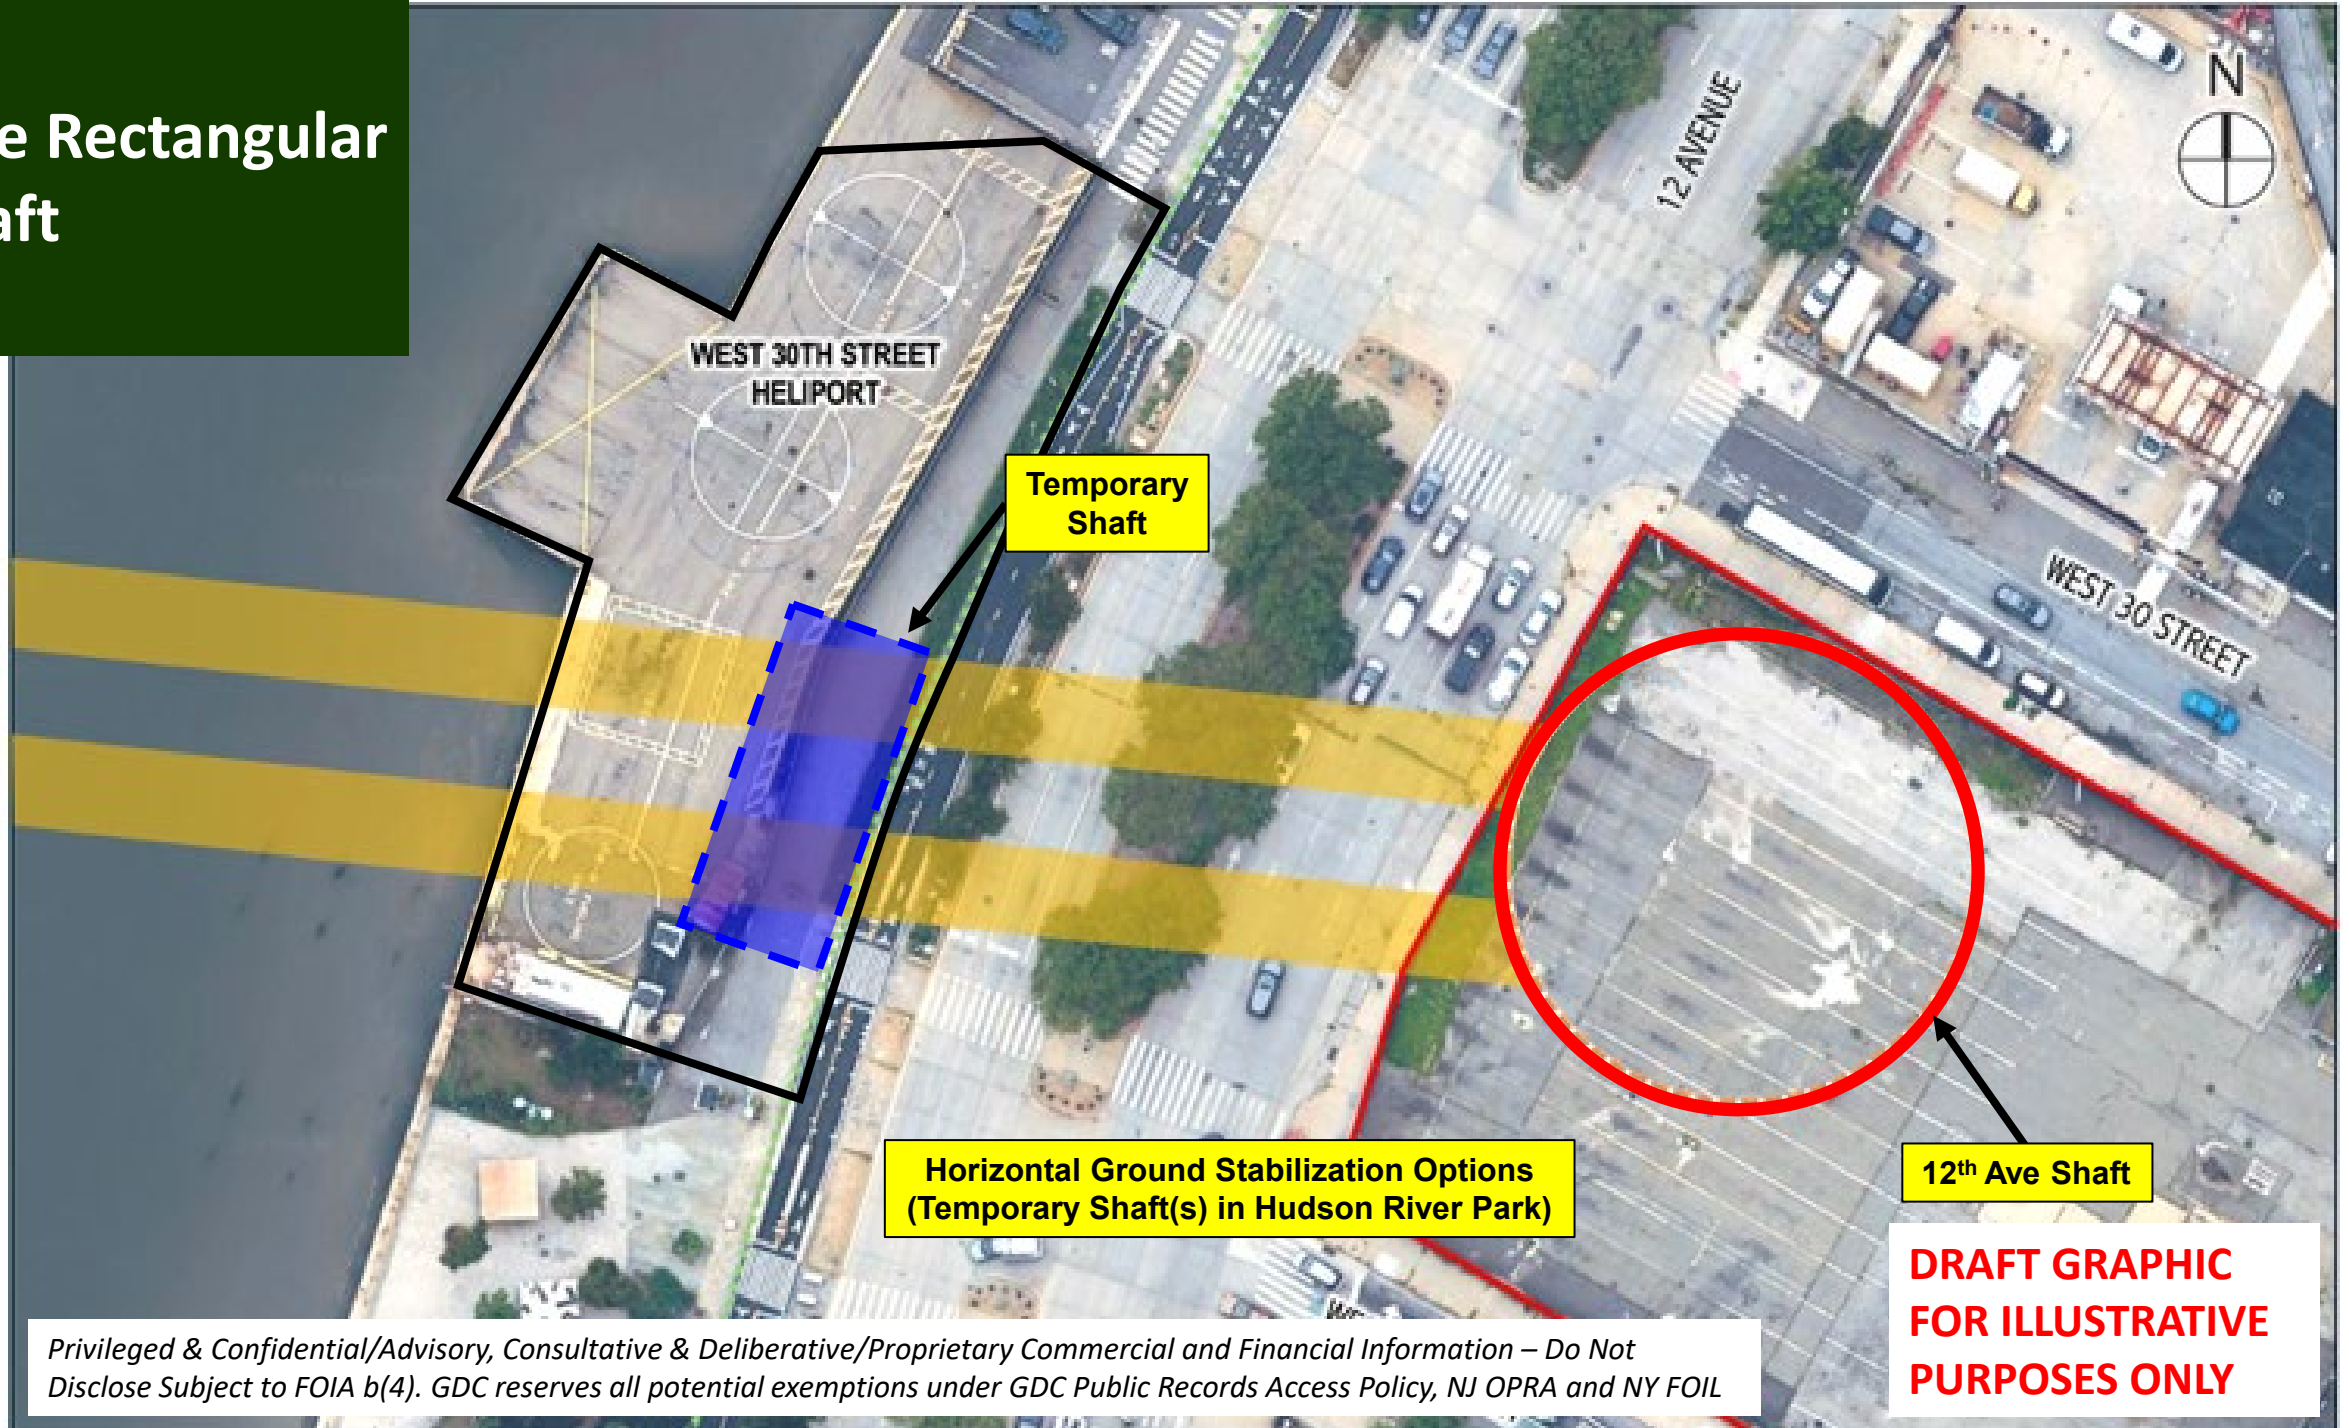 e Rectangular
aft
N
12 AVENUE
WEST 30TH STREET
HELIPORT
Temporary
Shaft
WEST 30 STREET
Horizontal Ground Stabilization Options
(Temporary Shaft(s) in Hudson River Park)
12th Ave Shaft
DRAFT GRAPHIC
FOR ILLUSTRATIVE
PURPOSES ONLY
Privileged & Confidential/Advisory, Consultative & Deliberative/Proprietary Commercial and Financial Information – Do Not
Disclose Subject to FOIA b(4). GDC reserves all potential exemptions under GDC Public Records Access Policy, NJ OPRA and NY FOIL